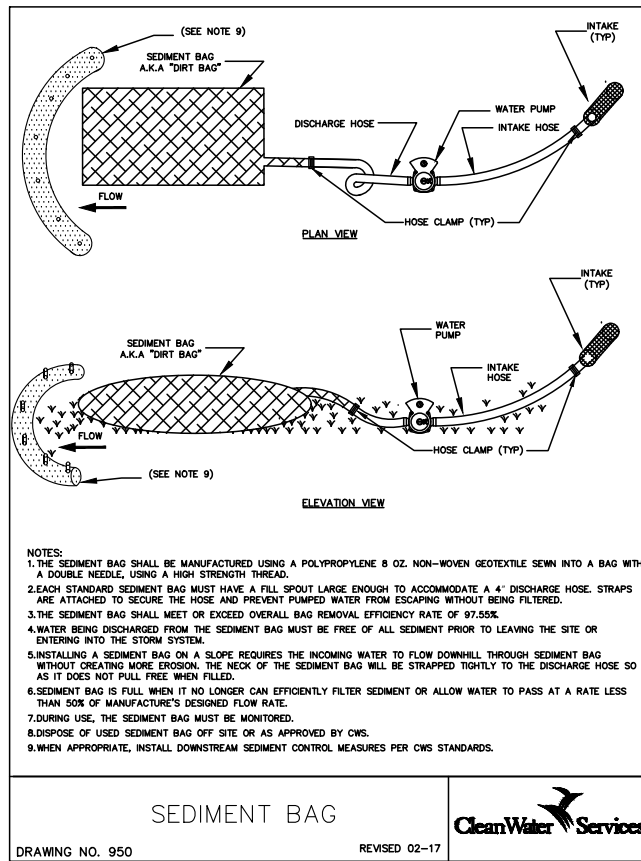 (SEE NOTE 9)
SEDIMENT BAG
A.K.A "DIRT BAG"
INTAKE
(TYP)
DISCHARGE HOSE
WATER PUMP
INTAKE HOSE
FLOW
HOSE CLAMP (TYP)
PLAN VIEW
SEDIMENT BAG
A.K.A "DIRT BAG"
WATER
PUMP
INTAKE
(TYP)
INTAKE
HOSE
FLOW
HOSE CLAMP (TYP)
(SEE NOTE 9)
ELEVATION VIEW
NOTES:
1. THE SEDIMENT BAG SHALL BE MANUFACTURED USING A POLYPROPYLENE 8 OZ. NON-WOVEN GEOTEXTILE SEWN INTO A BAG WITH
A DOUBLE NEEDLE, USING A HIGH STRENGTH THREAD.
2. EACH STANDARD SEDIMENT BAG MUST HAVE A FILL SPOUT LARGE ENOUGH TO ACCOMMODATE A 4" DISCHARGE HOSE. STRAPS
ARE ATTACHED TO SECURE THE HOSE AND PREVENT PUMPED WATER FROM ESCAPING WITHOUT BEING FILTERED.
3. THE SEDIMENT BAG SHALL MEET OR EXCEED OVERALL BAG REMOVAL EFFICIENCY RATE OF 97.55%.
4. WATER BEING DISCHARGED FROM THE SEDIMENT BAG MUST BE FREE OF ALL SEDIMENT PRIOR TO LEAVING THE SITE OR
ENTERING INTO THE STORM SYSTEM.
5. INSTALLING A SEDIMENT BAG ON A SLOPE REQUIRES THE INCOMING WATER TO FLOW DOWNHILL THROUGH SEDIMENT BAG
WITHOUT CREATING MORE EROSION. THE NECK OF THE SEDIMENT BAG WILL BE STRAPPED TIGHTLY TO THE DISCHARGE HOSE SO
AS IT DOES NOT PULL FREE WHEN FILLED.
6. SEDIMENT BAG IS FULL WHEN IT NO LONGER CAN EFFICIENTLY FILTER SEDIMENT OR ALLOW WATER TO PASS AT A RATE LESS
THAN 50% OF MANUFACTURE'S DESIGNED FLOW RATE.
7. DURING USE, THE SEDIMENT BAG MUST BE MONITORED.
8. DISPOSE OF USED SEDIMENT BAG OFF SITE OR AS APPROVED BY CWS.
9. WHEN APPROPRIATE, INSTALL DOWNSTREAM SEDIMENT CONTROL MEASURES PER CWS STANDARDS.
SEDIMENT BAG
DRAWING NO. 950
REVISED 02-17
CleanWater Services